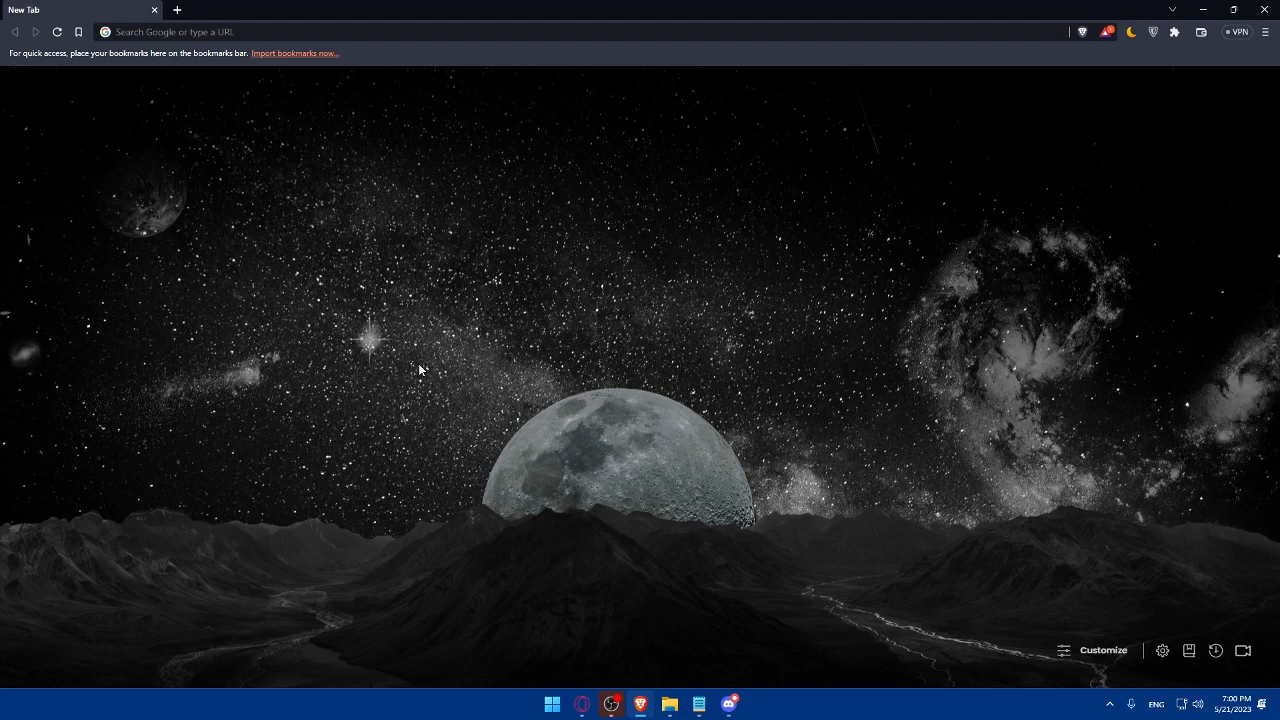 New Tab
Search Google or type a URL
VPN
For quick access, place your bookmarks here on the bookmarks bar. Import bookmarks now...
Customize
ENG
7:00 PM
5/21/2023